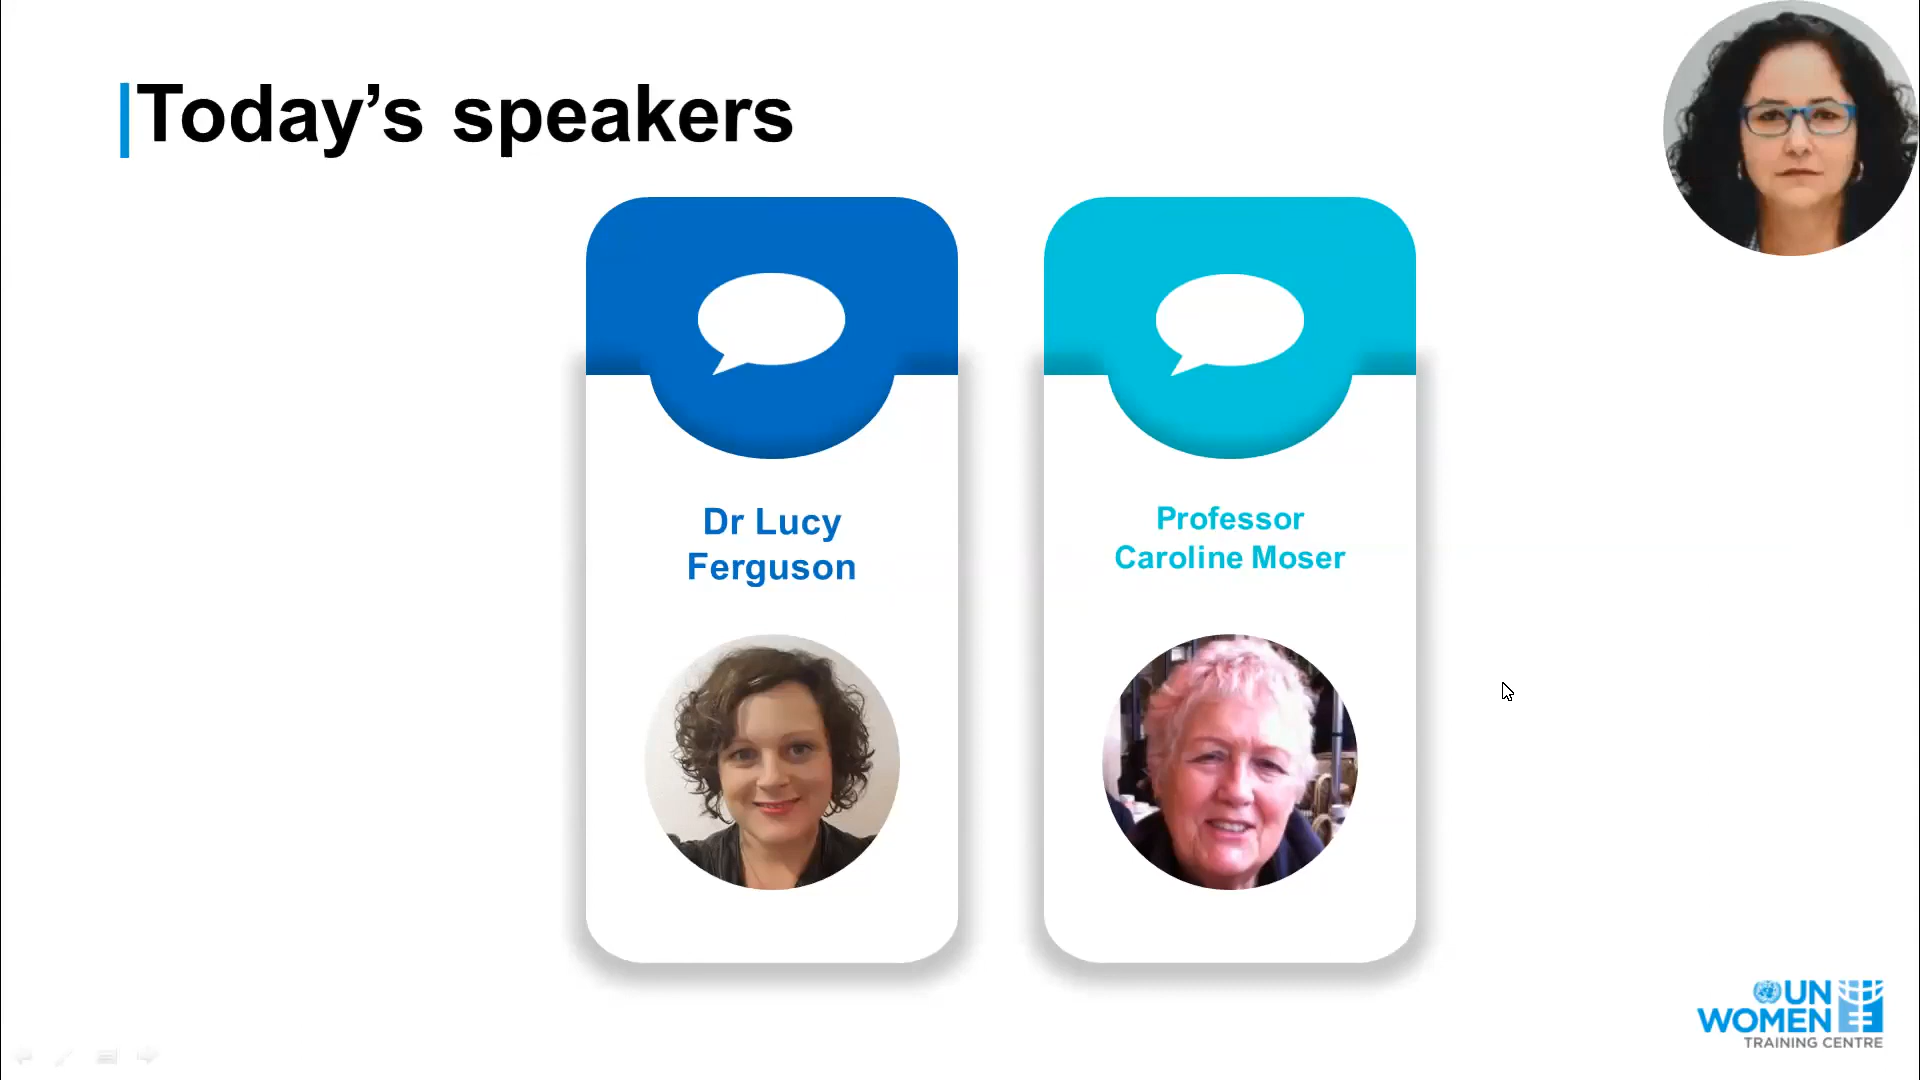 Today’s speakers
Dr Lucy
Ferguson
Professor
Caroline Moser
UN
WOMEN
TRAINING CENTRE